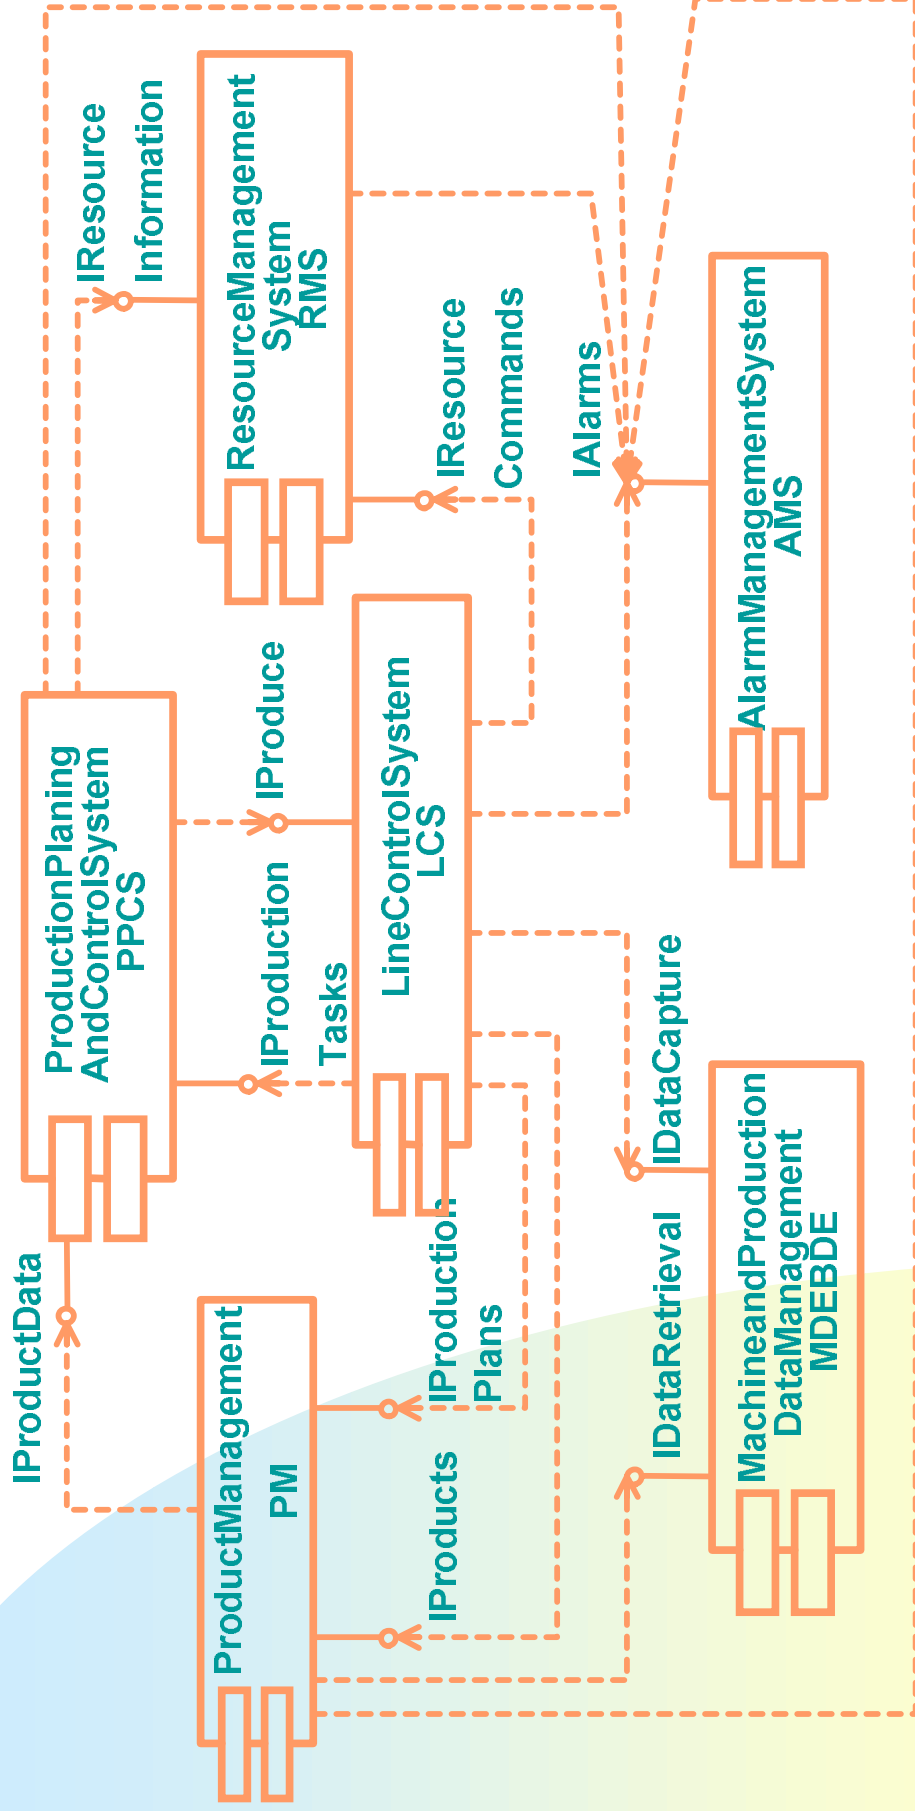 IProductData
ProductionPlaning
AndControlSystem
PPCS
IResource
Information
ProductManagement
PM
ResourceManagement
System
RMS
IProduction
Tasks
IProduce
LineControlSystem
LCS
IProducts
IProduction
Plans
IResource
Commands
IAlarms
IDataRetrieval
IDataCapture
MachineandProduction
DataManagement
MDEBDE
AlarmManagementSystem
AMS